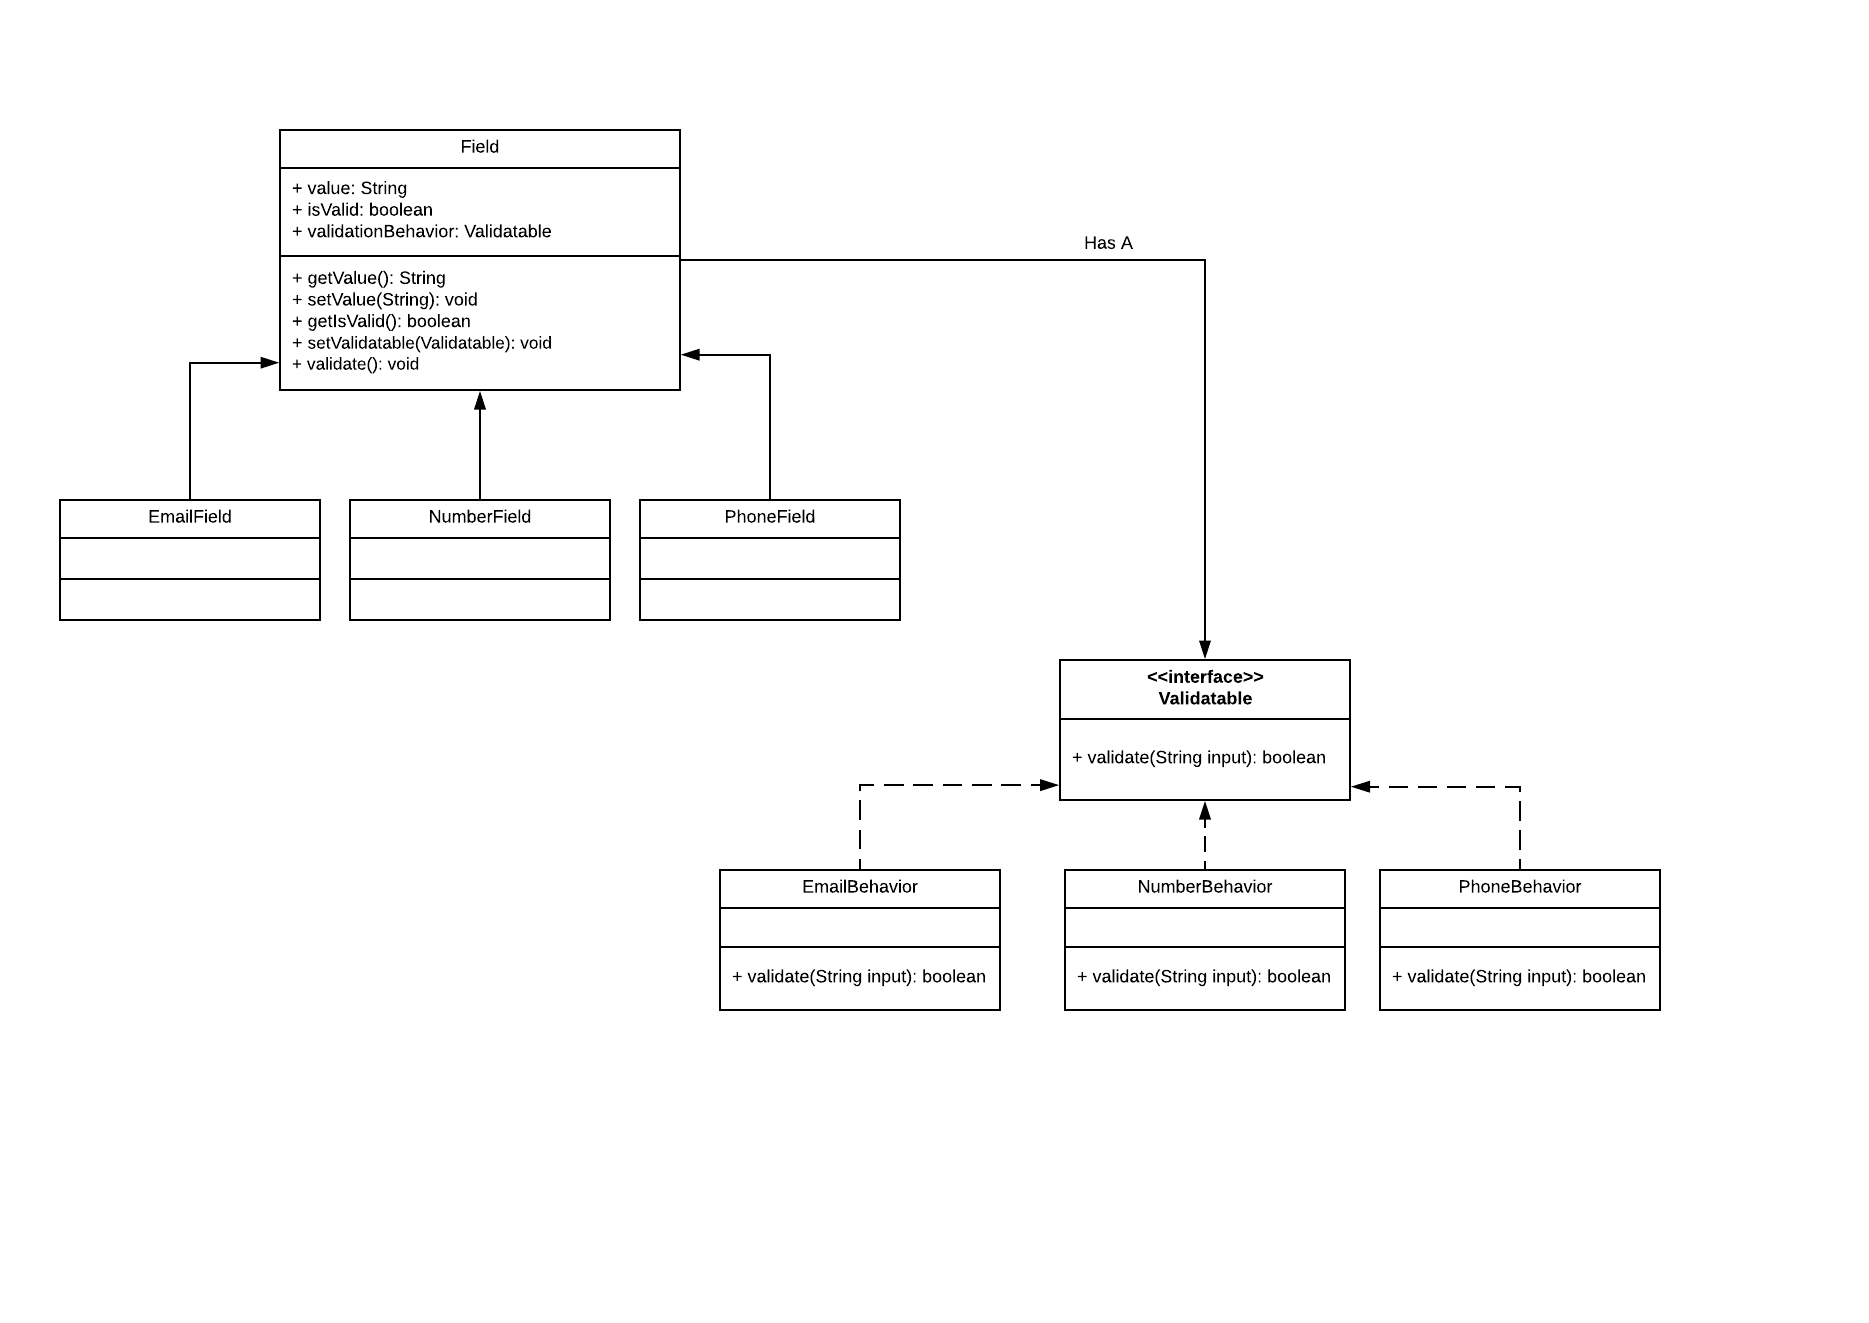 Field
+ value: String
+ isValid: boolean
+ validationBehavior: Validatable
+ getValue(): String
+ setValue(String): void
+ getIsValid(): boolean
+ setValidatable(Validatable): void
+ validate(): void
Has A
EmailField
NumberField
PhoneField
<<interface>>
Validatable
+ validate(String input): boolean
EmailBehavior
+ validate(String input): boolean
NumberBehavior
+ validate(String input): boolean
PhoneBehavior
+ validate(String input): boolean